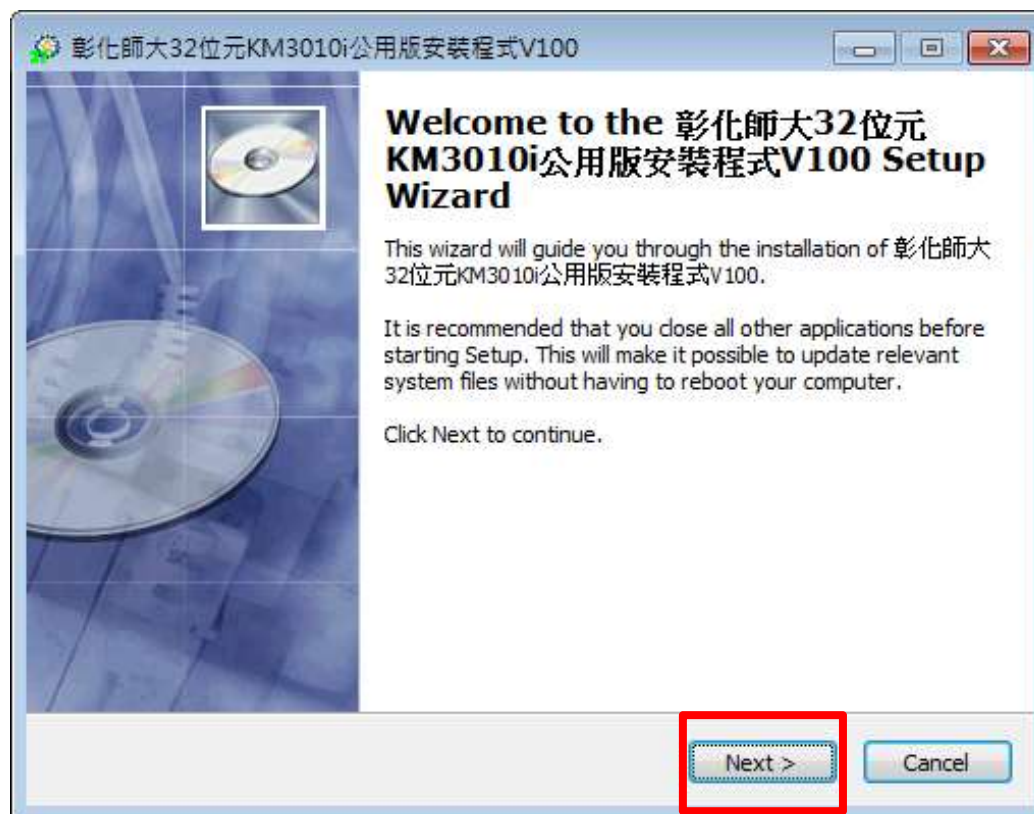 彰化師大32位元KM3010i公用版安裝程式V100
Welcome to the 彰化師大32位元
KM3010i公用版安裝程式V100 Setup
Wizard
This wizard will guide you through the installation of 彰化師大
32位元KM3010i公用版安裝程式V100.
It is recommended that you close all other applications before
starting Setup. This will make it possible to update relevant
system files without having to reboot your computer.
Click Next to continue.
Next > Cancel